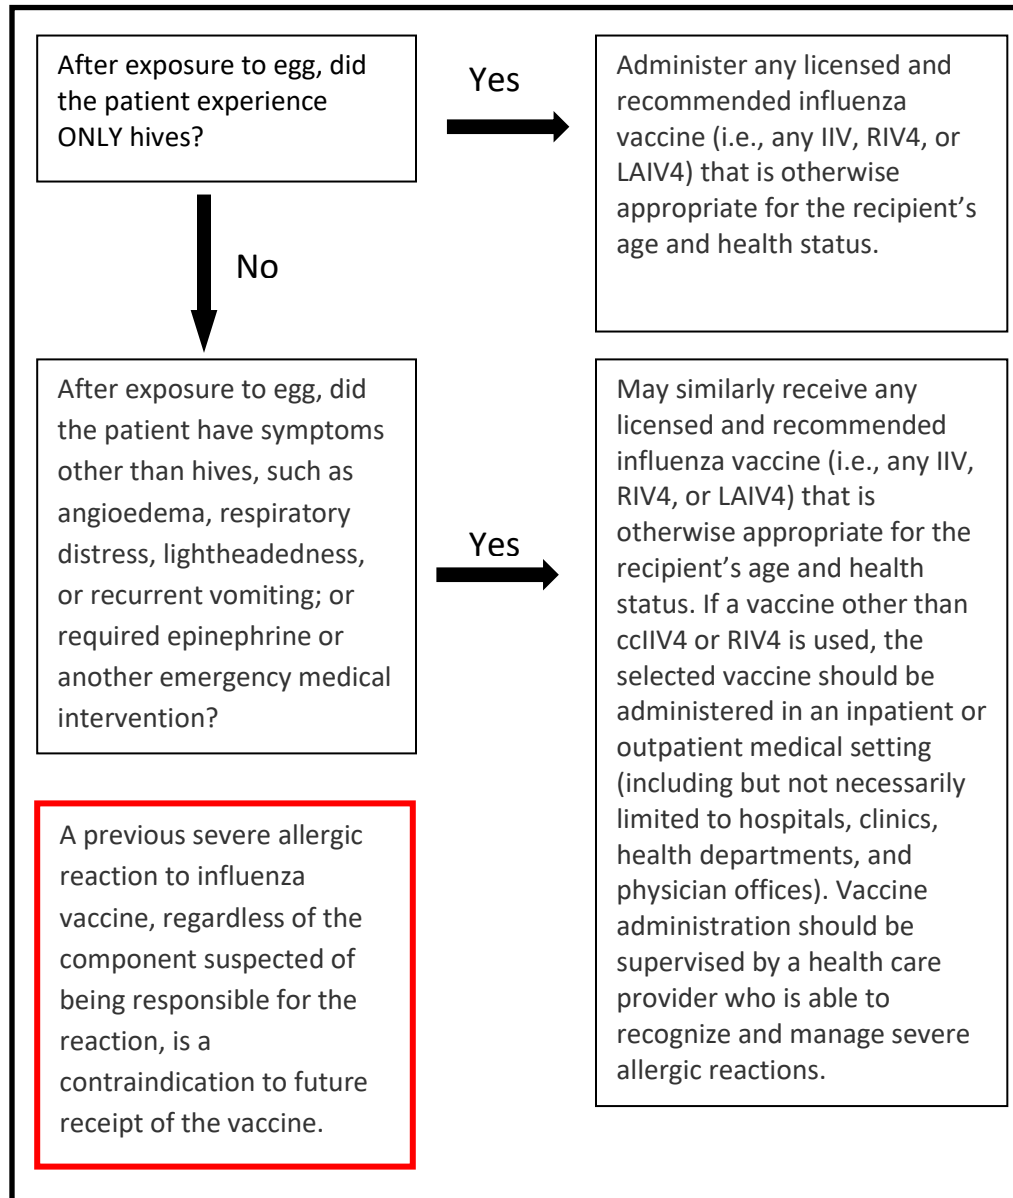 After exposure to egg, did
the patient experience
ONLY hives?
Yes
Administer any licensed and
recommended influenza
vaccine (i.e., any IIV, RIV4, or
LAIV4) that is otherwise
appropriate for the recipient's
age and health status.
No
After exposure to egg, did
the patient have symptoms
other than hives, such as
angioedema, respiratory
distress, lightheadedness,
or recurrent vomiting; or
required epinephrine or
another emergency medical
intervention?
Yes
May similarly receive any
licensed and recommended
influenza vaccine (i.e., any IIV,
RIV4, or LAIV4) that is
otherwise appropriate for the
recipient's age and health
status. If a vaccine other than
ccIIV4 or RIV4 is used, the
selected vaccine should be
administered in an inpatient or
outpatient medical setting
(including but not necessarily
limited to hospitals, clinics,
health departments, and
physician offices). Vaccine
administration should be
supervised by a health care
provider who is able to
recognize and manage severe
allergic reactions.
A previous severe allergic
reaction to influenza
vaccine, regardless of the
component suspected of
being responsible for the
reaction, is a
contraindication to future
receipt of the vaccine.